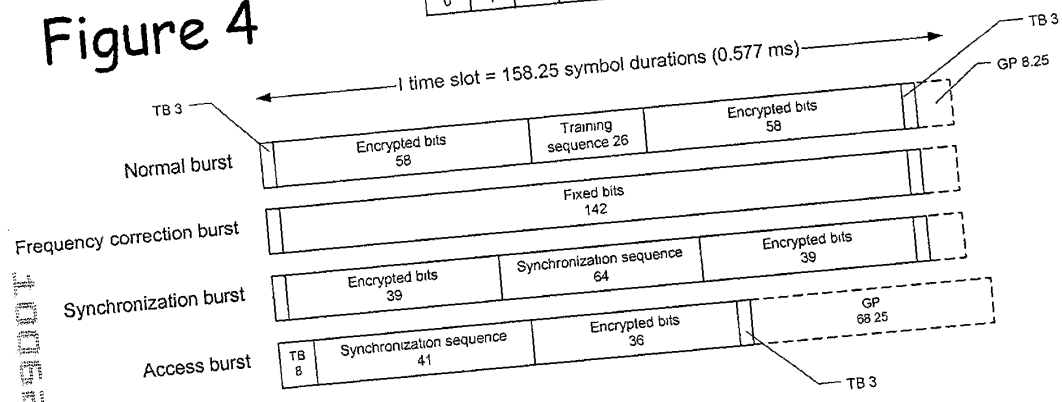 Figure 4
I time slot = 158.25 symbol durations (0.577 ms)
TB 3
TB 3
GP 8.25
Normal burst
Encrypted bits
58
Training
sequence 26
Encrypted bits
58
Frequency correction burst
Fixed bits
142
Synchronization burst
Encrypted bits
39
Synchronization sequence
64
Encrypted bits
39
Access burst
TB
8
Synchronization sequence
41
Encrypted bits
36
GP
68 25
TB 3